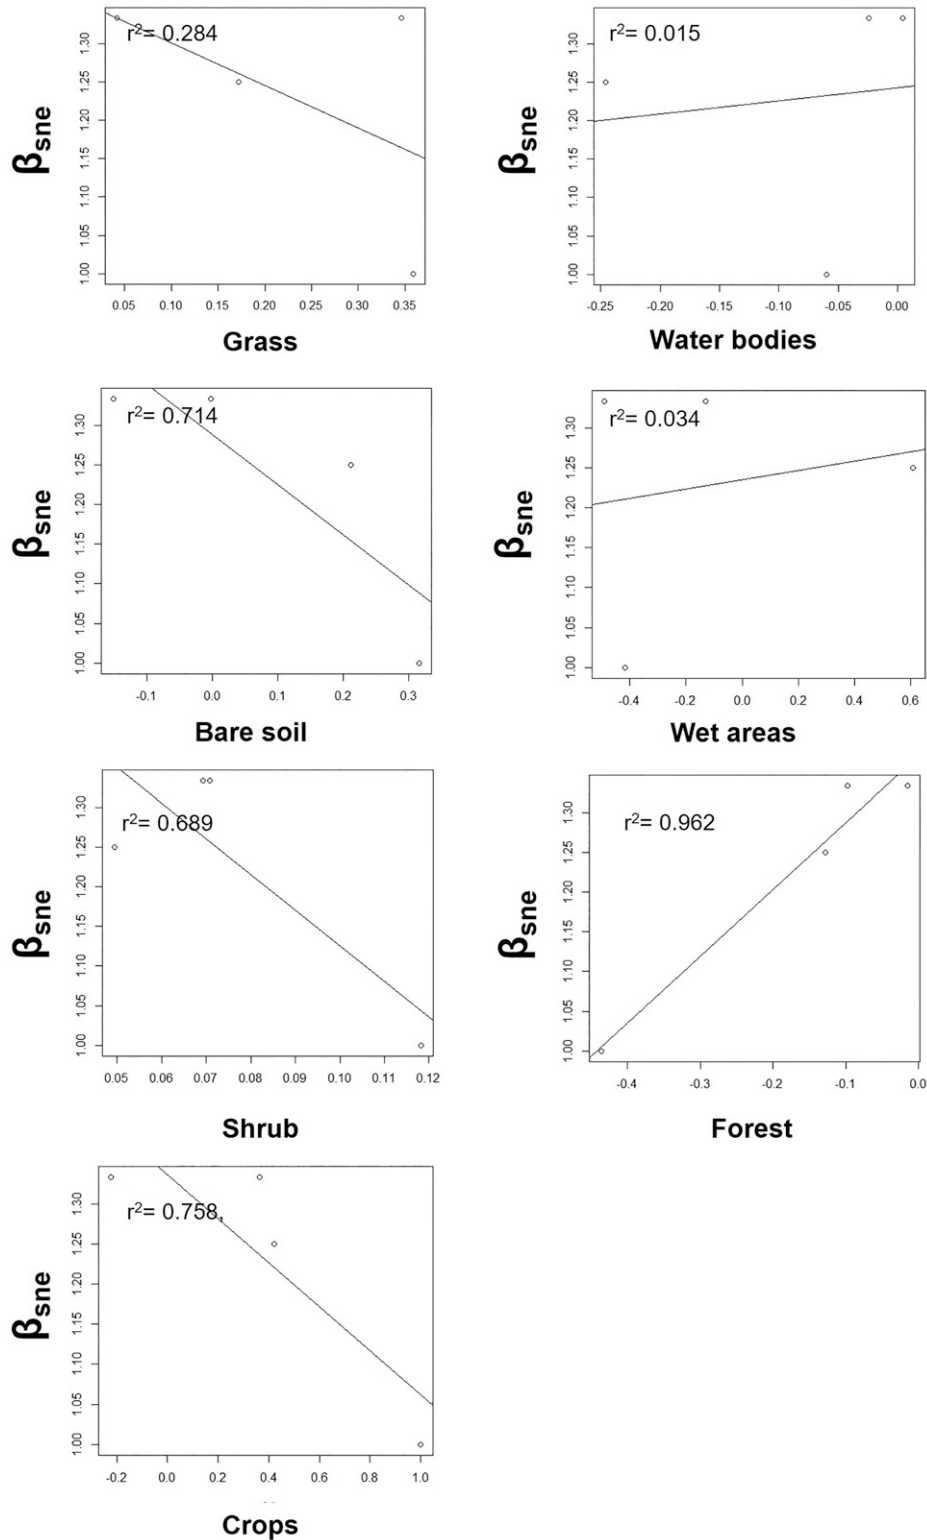 r²= 0.284
βsne
1.00 1.05 1.10 1.15 1.20 1.25 1.30
0.05 0.10 0.15 0.20 0.25 0.30 0.35
Grass
r²= 0.015
βsne
1.00 1.05 1.10 1.15 1.20 1.25 1.30
-0.25 -0.20 -0.15 -0.10 -0.05 0.00
Water bodies
r²= 0.714
βsne
1.00 1.05 1.10 1.15 1.20 1.25 1.30
-0.1 0.0 0.1 0.2 0.3
Bare soil
r²= 0.034
βsne
1.00 1.05 1.10 1.15 1.20 1.25 1.30
-0.4 -0.2 0.0 0.2 0.4 0.6
Wet areas
r²= 0.689
βsne
1.00 1.05 1.10 1.15 1.20 1.25 1.30
0.05 0.06 0.07 0.08 0.09 0.10 0.11 0.12
Shrub
r²= 0.962
βsne
1.00 1.05 1.10 1.15 1.20 1.25 1.30
-0.4 -0.3 -0.2 -0.1 0.0
Forest
r²= 0.758,
βsne
1.00 1.05 1.10 1.15 1.20 1.25 1.30
-0.2 0.0 0.2 0.4 0.6 0.8 1.0
Crops